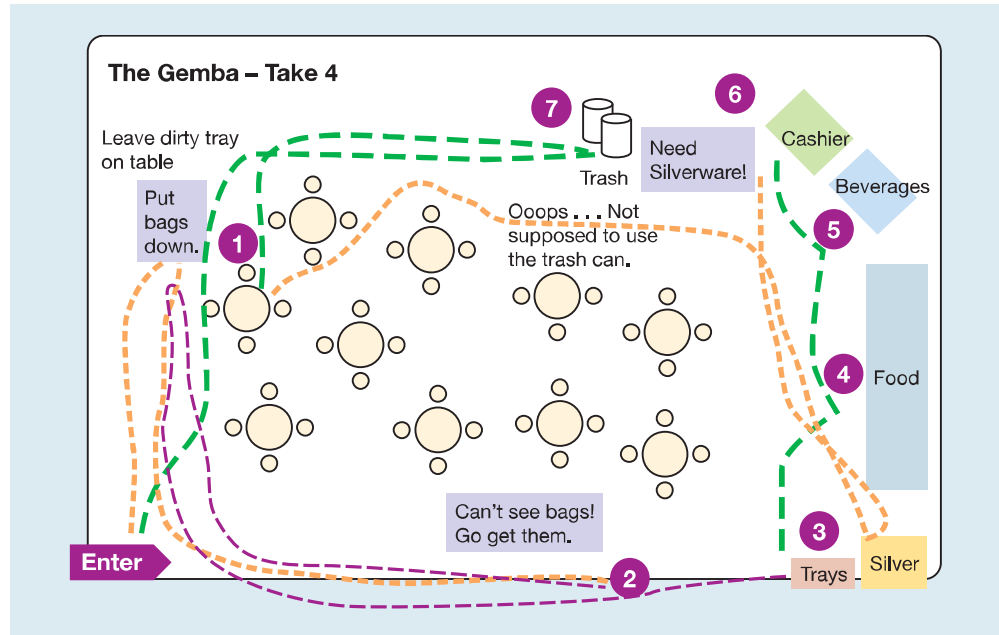 The Gemba – Take 4
Leave dirty tray
on table
Put
bags
down.
1
7
Trash
6
Need
Silverware!
Cashier
Beverages
Ooops . . . Not
supposed to use
the trash can.
5
4
Food
Can’t see bags!
Go get them.
Enter
2
3
Trays
Silver